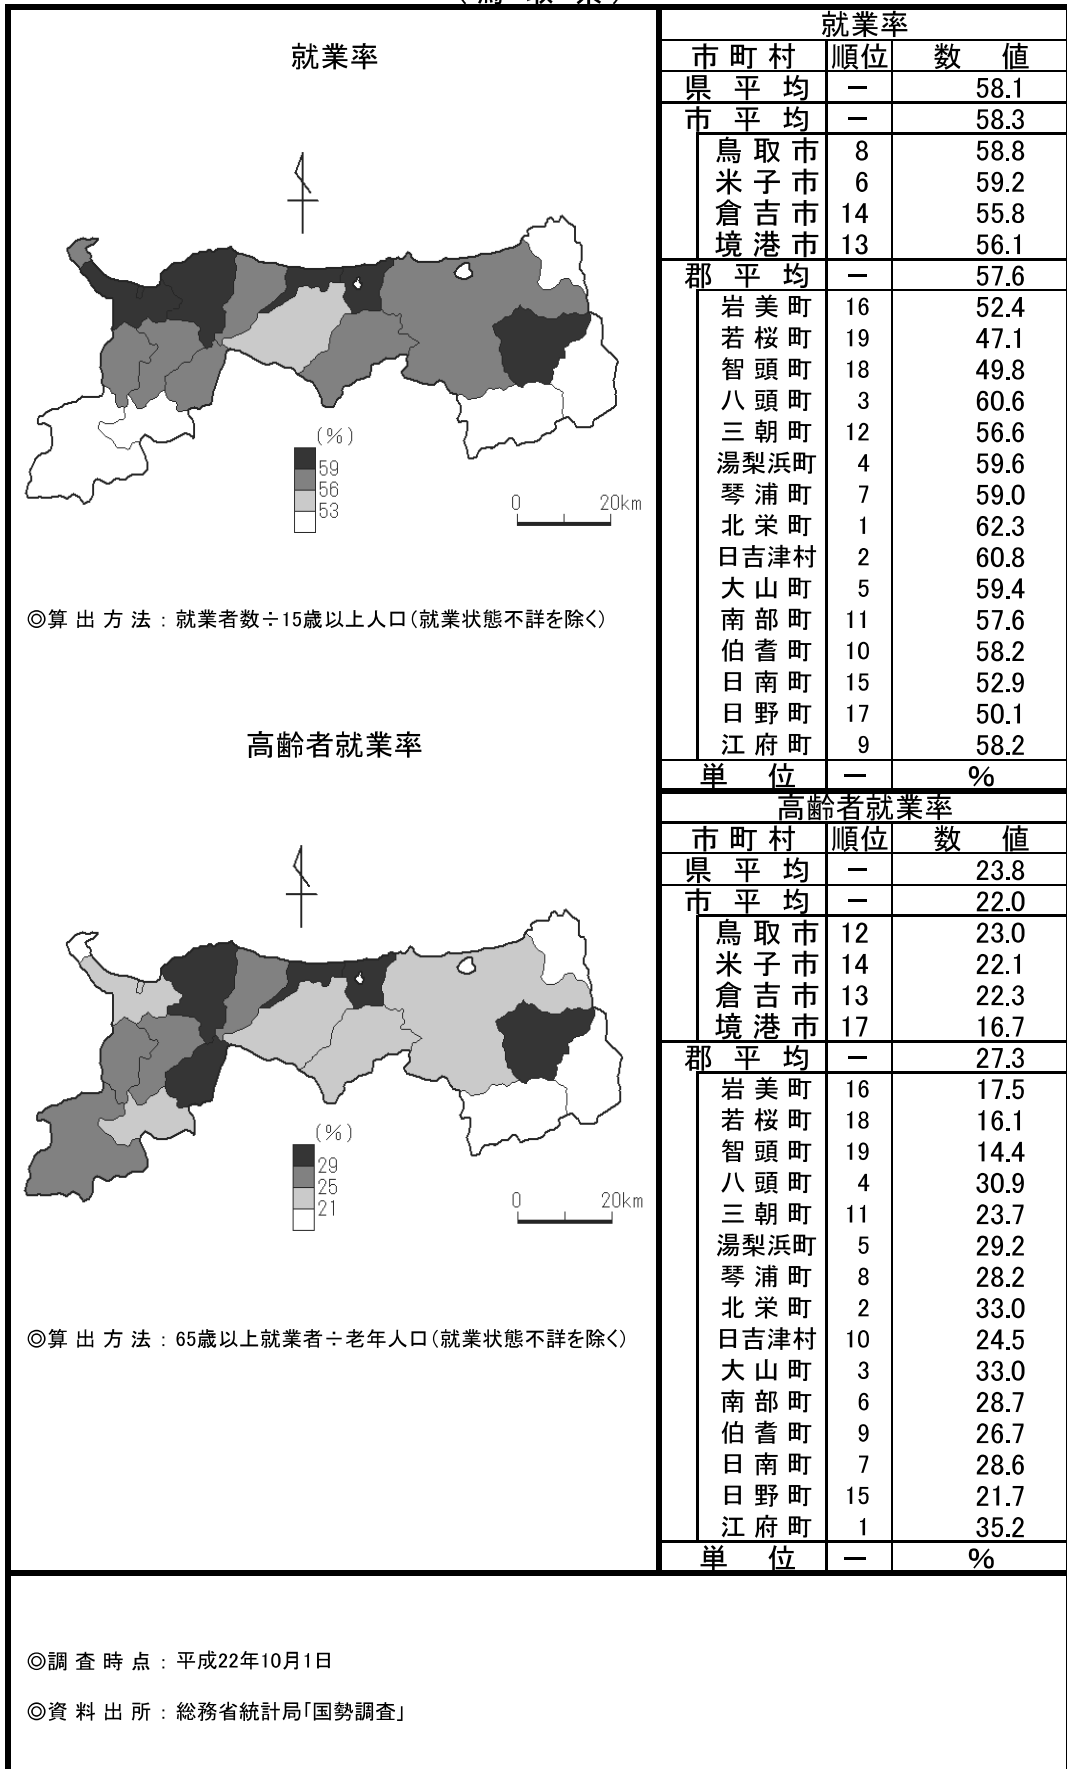 (鳥 取 県)
就業率
(%)
59
56
53
0 20km
◎算 出 方 法 : 就業者数÷15歳以上人口(就業状態不詳を除く)
高齢者就業率
(%)
29
25
21
0 20km
◎算 出 方 法 : 65歳以上就業者÷老年人口(就業状態不詳を除く)
就業率
市 町 村 順位 数 値
県 平 均 － 58.1
市 平 均 － 58.3
鳥 取 市 8 58.8
米 子 市 6 59.2
倉 吉 市 14 55.8
境 港 市 13 56.1
郡 平 均 － 57.6
岩 美 町 16 52.4
若 桜 町 19 47.1
智 頭 町 18 49.8
八 頭 町 3 60.6
三 朝 町 12 56.6
湯梨浜町 4 59.6
琴 浦 町 7 59.0
北 栄 町 1 62.3
日吉津村 2 60.8
大 山 町 5 59.4
南 部 町 11 57.6
伯 耆 町 10 58.2
日 南 町 15 52.9
日 野 町 17 50.1
江 府 町 9 58.2
単 位 － %
高齢者就業率
市 町 村 順位 数 値
県 平 均 － 23.8
市 平 均 － 22.0
鳥 取 市 12 23.0
米 子 市 14 22.1
倉 吉 市 13 22.3
境 港 市 17 16.7
郡 平 均 － 27.3
岩 美 町 16 17.5
若 桜 町 18 16.1
智 頭 町 19 14.4
八 頭 町 4 30.9
三 朝 町 11 23.7
湯梨浜町 5 29.2
琴 浦 町 8 28.2
北 栄 町 2 33.0
日吉津村 10 24.5
大 山 町 3 33.0
南 部 町 6 28.7
伯 耆 町 9 26.7
日 南 町 7 28.6
日 野 町 15 21.7
江 府 町 1 35.2
単 位 － %
◎調 査 時 点 : 平成22年10月1日
◎資 料 出 所 : 総務省統計局「国勢調査」